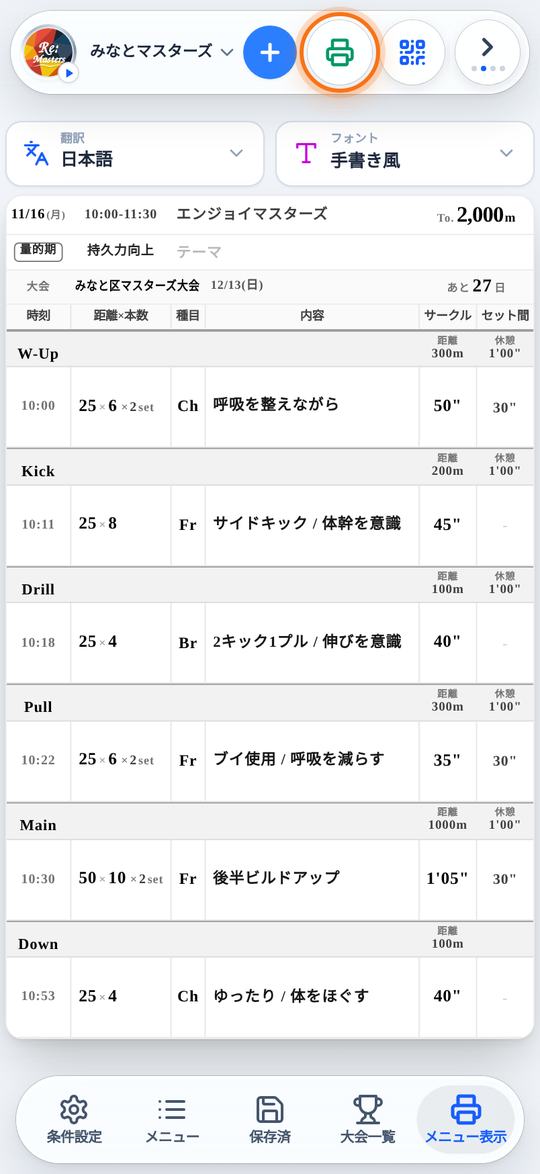 Re:
Masters
みなとマスターズ
翻訳
日本語
フォント
手書き風
11/16(月) 10:00-11:30 エンジョイマスターズ To. 2,000m
量的期 持久力向上 テーマ
大会 みなと区マスターズ大会 12/13(日) あと 27 日
時刻 距離×本数 種目 内容 サークル セット間
W-Up 距離 300m 休憩 1'00"
10:00 25×6×2set Ch 呼吸を整えながら 50" 30"
Kick 距離 200m 休憩 1'00"
10:11 25×8 Fr サイドキック / 体幹を意識 45" -
Drill 距離 100m 休憩 1'00"
10:18 25×4 Br 2キック1プル / 伸びを意識 40" -
Pull 距離 300m 休憩 1'00"
10:22 25×6×2set Fr ブイ使用 / 呼吸を減らす 35" 30"
Main 距離 1000m 休憩 1'00"
10:30 50×10×2set Fr 後半ビルドアップ 1'05" 30"
Down 距離 100m
10:53 25×4 Ch ゆったり / 体をほぐす 40" -
条件設定 メニュー 保存済 大会一覧 メニュー表示